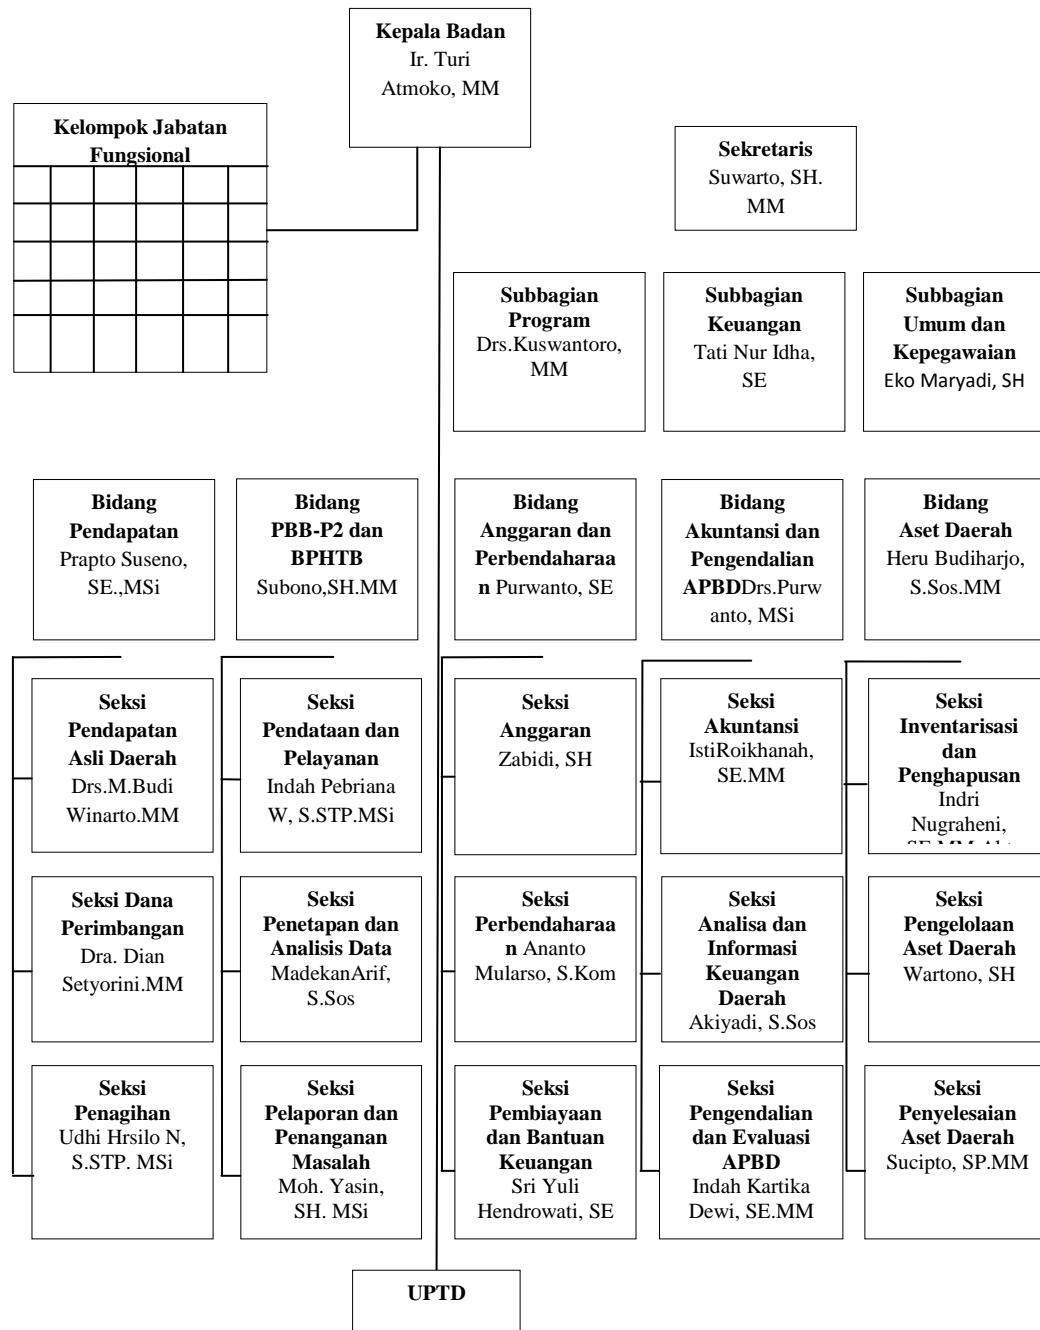 Kepala Badan
Ir. Turi
Atmoko, MM
Kelompok Jabatan
Fungsional
Sekretaris
Suwarto, SH.
MM
Subbagian
Program
Drs.Kuswantoro,
MM
Subbagian
Keuangan
Tati Nur Idha,
SE
Subbagian
Umum dan
Kepegawaian
Eko Maryadi, SH
Bidang
Pendapatan
Prapto Suseno,
SE.,MSi
Bidang
PBB-P2 dan
BPHTB
Subono,SH.MM
Bidang
Anggaran dan
Perbendaharaa
n Purwanto, SE
Bidang
Akuntansi dan
Pengendalian
APBDDrs.Purw
anto, MSi
Bidang
Aset Daerah
Heru Budiharjo,
S.Sos.MM
Seksi
Pendapatan
Asli Daerah
Drs.M.Budi
Winarto.MM
Seksi
Pendataan dan
Pelayanan
Indah Pebriana
W, S.STP.MSi
Seksi
Anggaran
Zabidi, SH
Seksi
Akuntansi
IstiRoikhanah,
SE.MM
Seksi
Inventarisasi
dan
Penghapusan
Indri
Nugraheni,
Seksi Dana
Perimbangan
Dra. Dian
Setyorini.MM
Seksi
Penetapan dan
Analisis Data
MadekanArif,
S.Sos
Seksi
Perbendaharaa
n Ananto
Mularso, S.Kom
Seksi
Analisa dan
Informasi
Keuangan
Daerah
Akiyadi, S.Sos
Seksi
Pengelolaan
Aset Daerah
Wartono, SH
Seksi
Penagihan
Udhi Hrsilo N,
S.STP. MSi
Seksi
Pelaporan dan
Penanganan
Masalah
Moh. Yasin,
SH. MSi
Seksi
Pembiayaan
dan Bantuan
Keuangan
Sri Yuli
Hendrowati, SE
Seksi
Pengendalian
dan Evaluasi
APBD
Indah Kartika
Dewi, SE.MM
Seksi
Penyelesaian
Aset Daerah
Sucipto, SP.MM
UPTD